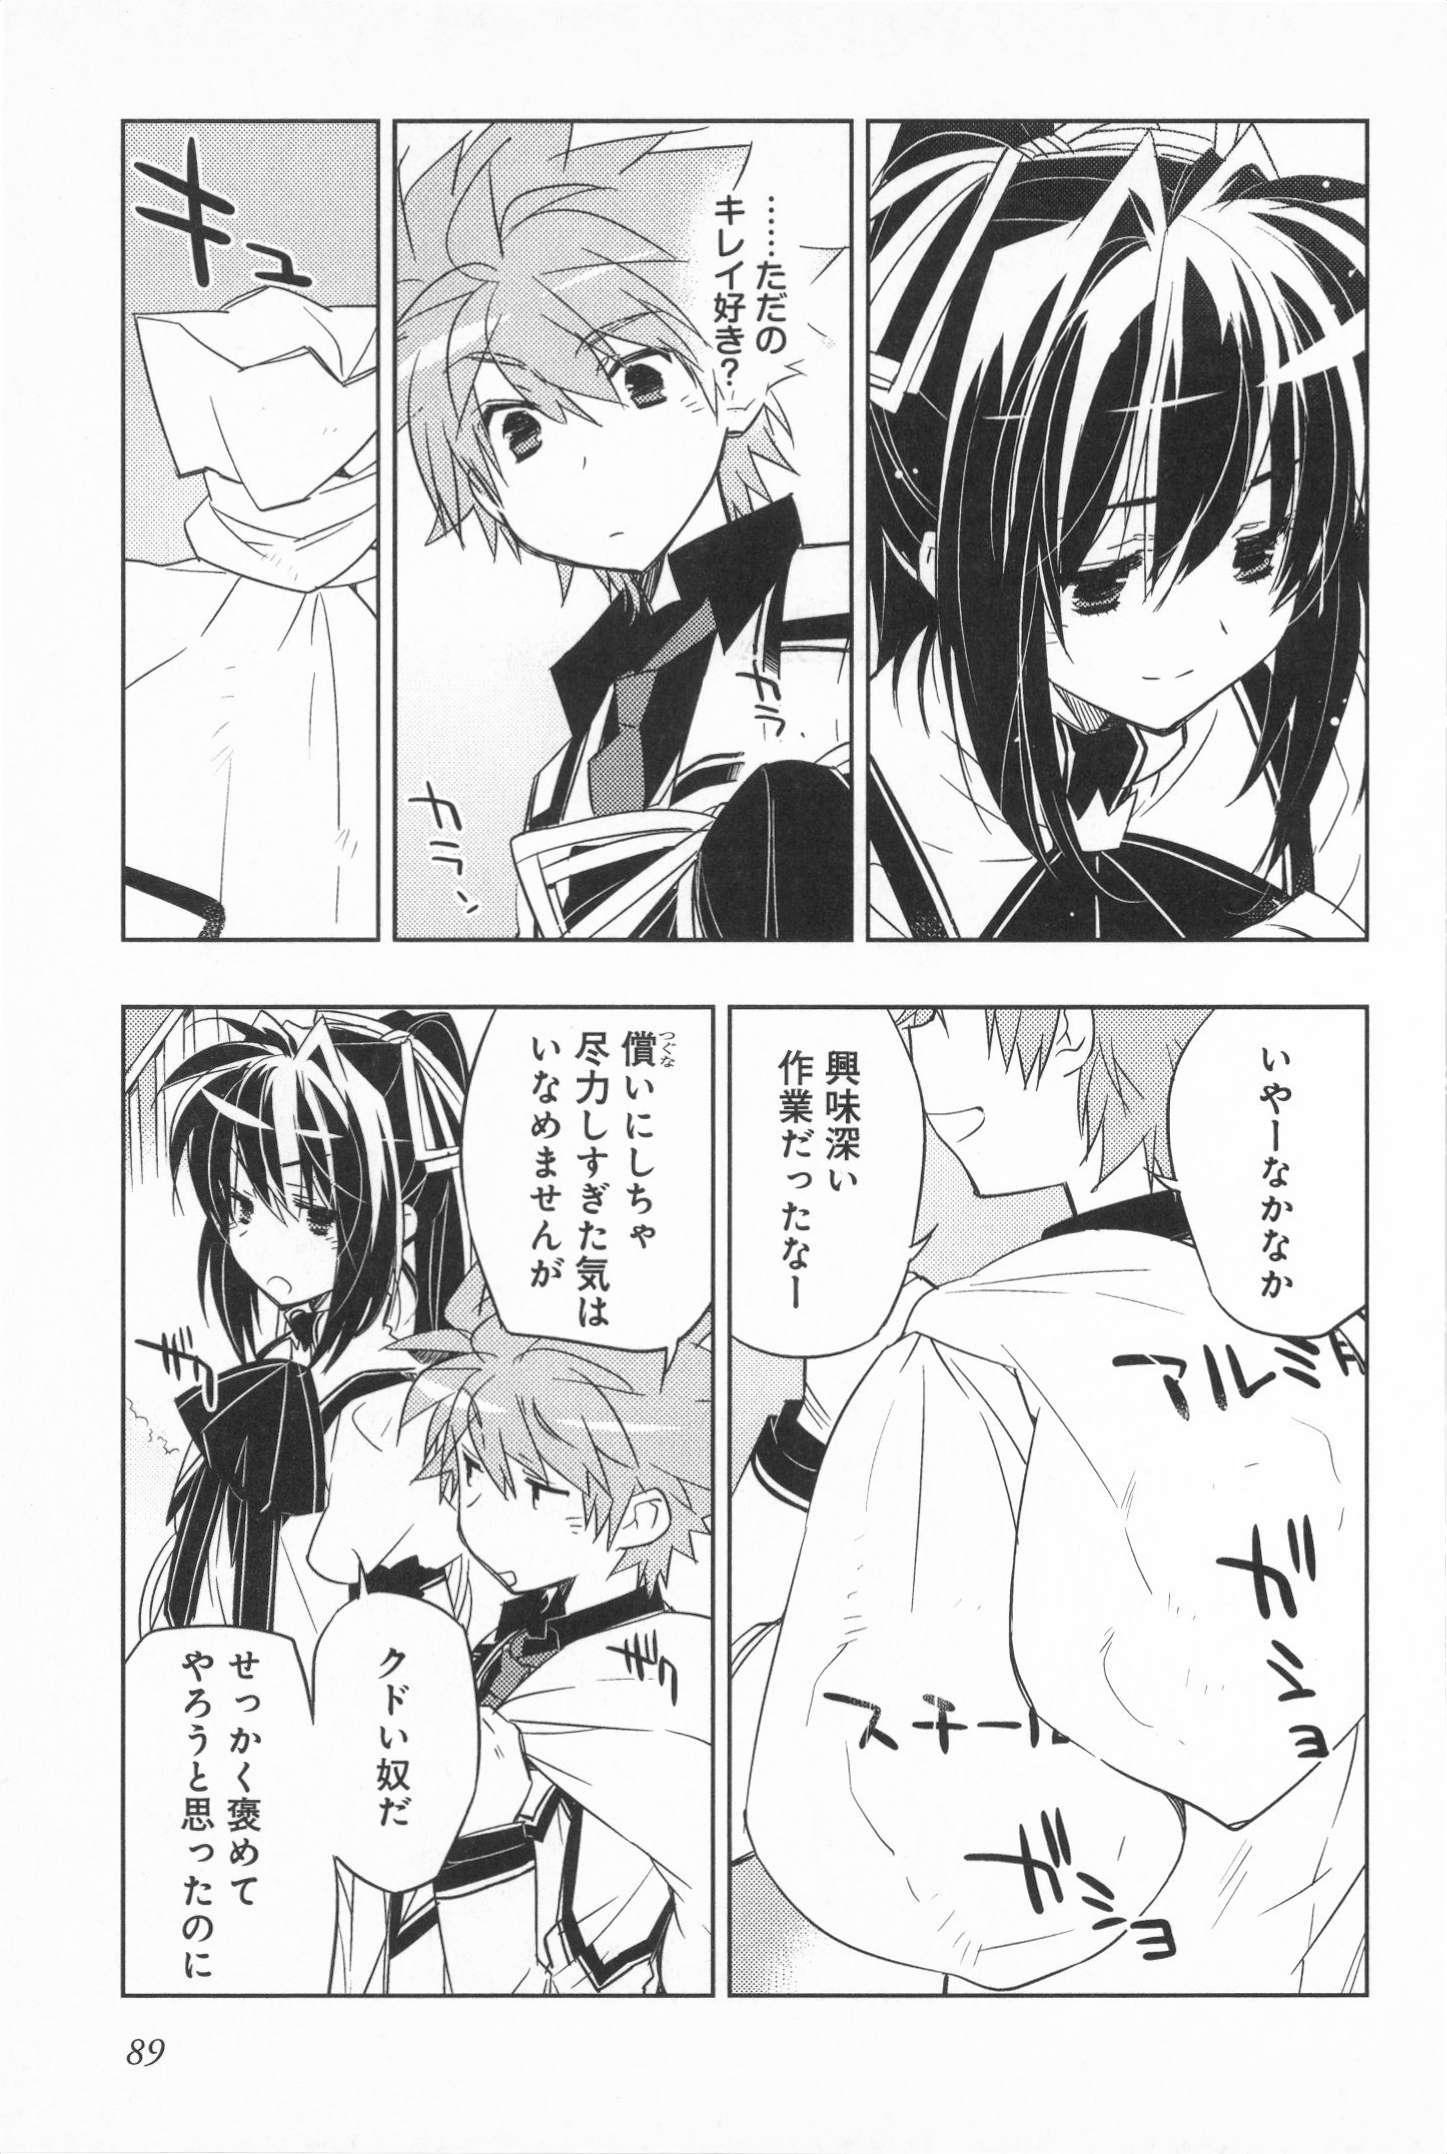 ……ただの
キレイ好き?
カラ
カラン
キュ
いやーなかなか
興味深い
作業だったなー
アルミ
ガショ
スチール
ガショ
償いにしちゃ
つぐな
尽力しすぎた気は
いなめませんが
クドい奴だ
せっかく褒めて
やろうと思ったのに
89